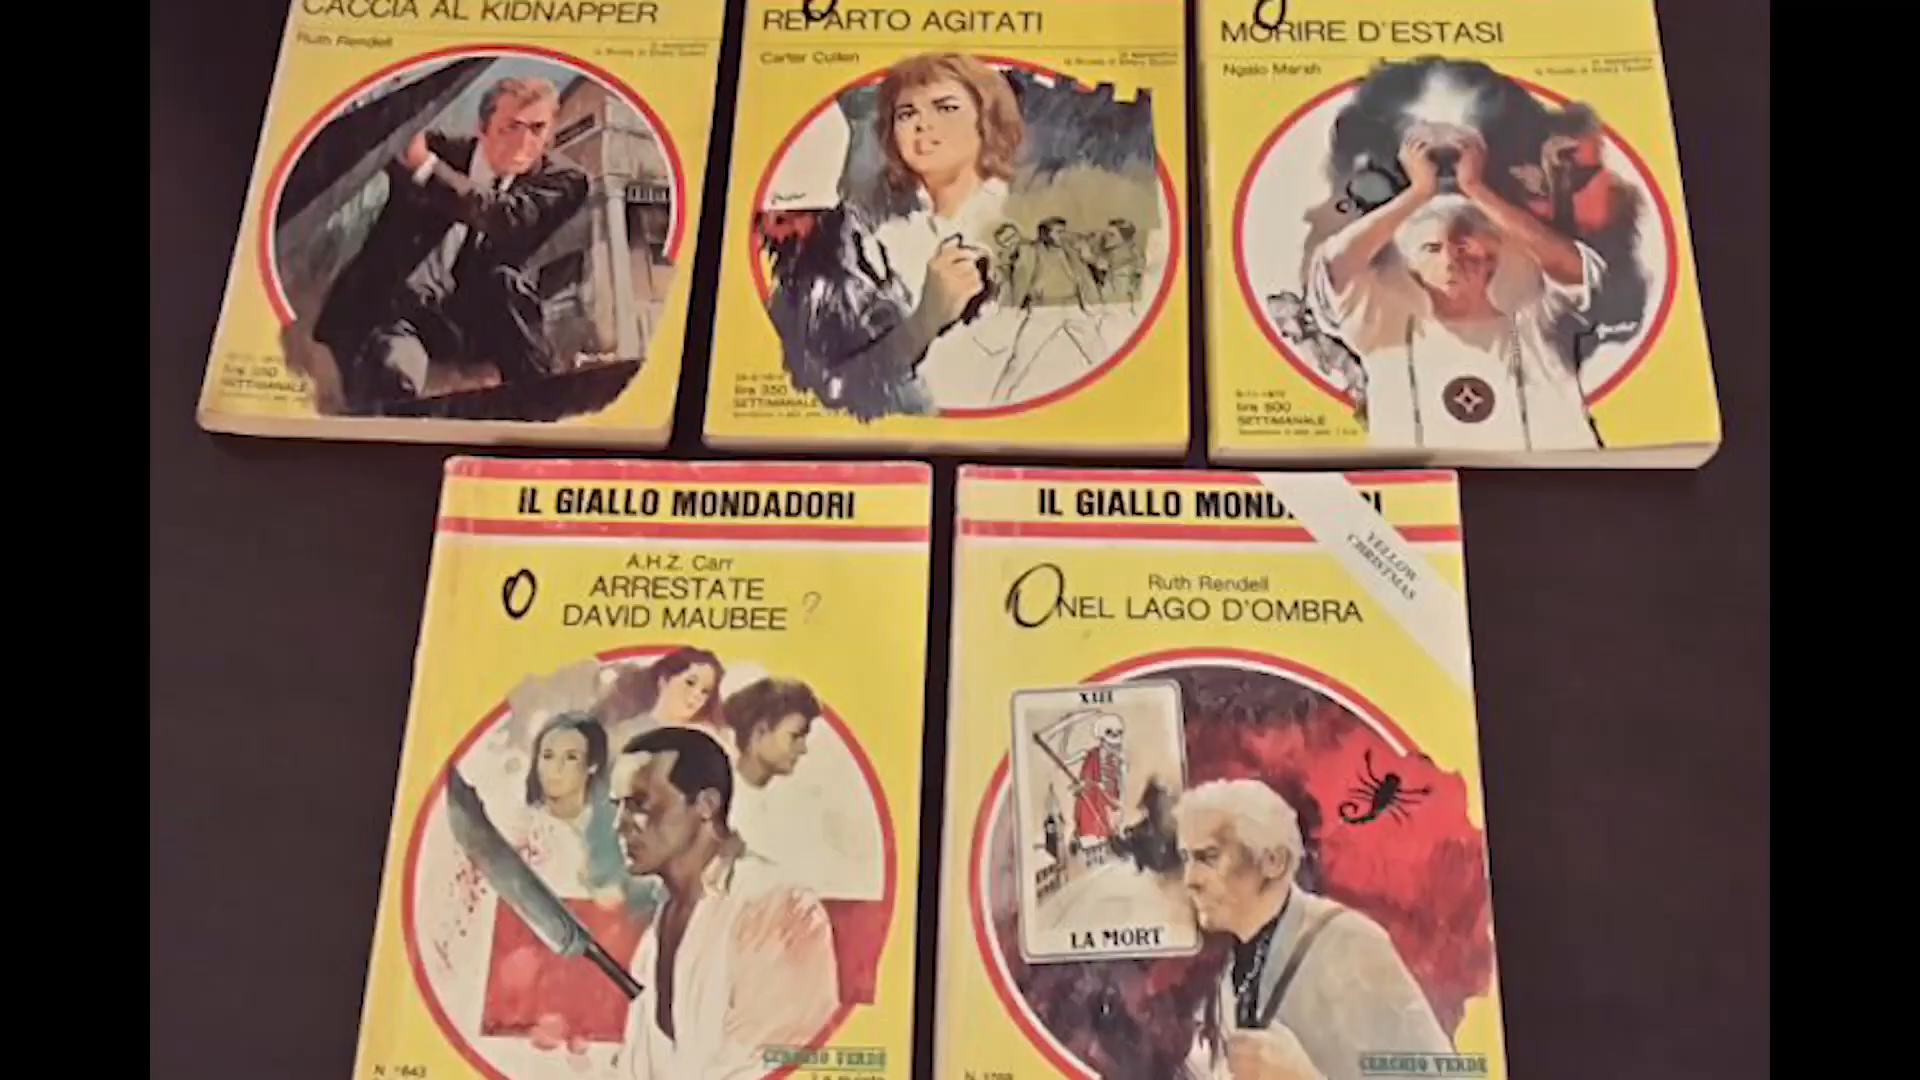 CACCIA AL KIDNAPPER
Ruth Rendell
lire 350
SETTIMANALE
REPARTO AGITATI
Carter Cullen
lire 350
SETTIMANALE
MORIRE D'ESTASI
Ngaio Marsh
lire 500
SETTIMANALE
IL GIALLO MONDADORI
A.H.Z. Carr
O ARRESTATE
DAVID MAUBEE ?
N. 1643
CERCHIO VERDE
IL GIALLO
YELLOW
CHRISTMAS
Ruth Rendell
O NEL LAGO D'OMBRA
XIII
LA MORT
CERCHIO VERDE